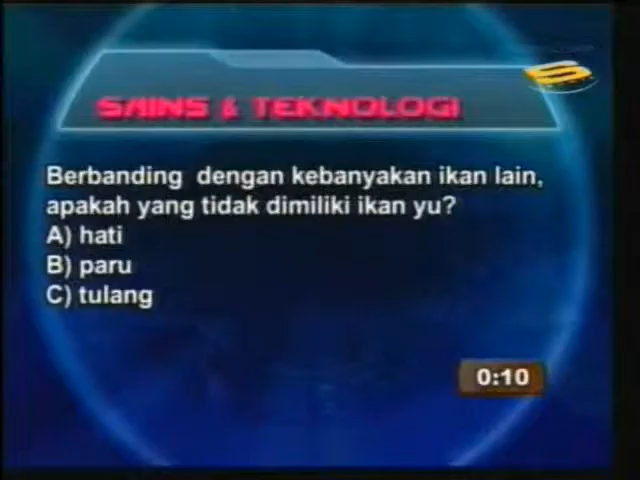 SAINS & TEKNOLOGI
Berbanding dengan kebanyakan ikan lain,
apakah yang tidak dimiliki ikan yu?
A) hati
B) paru
C) tulang
0:10